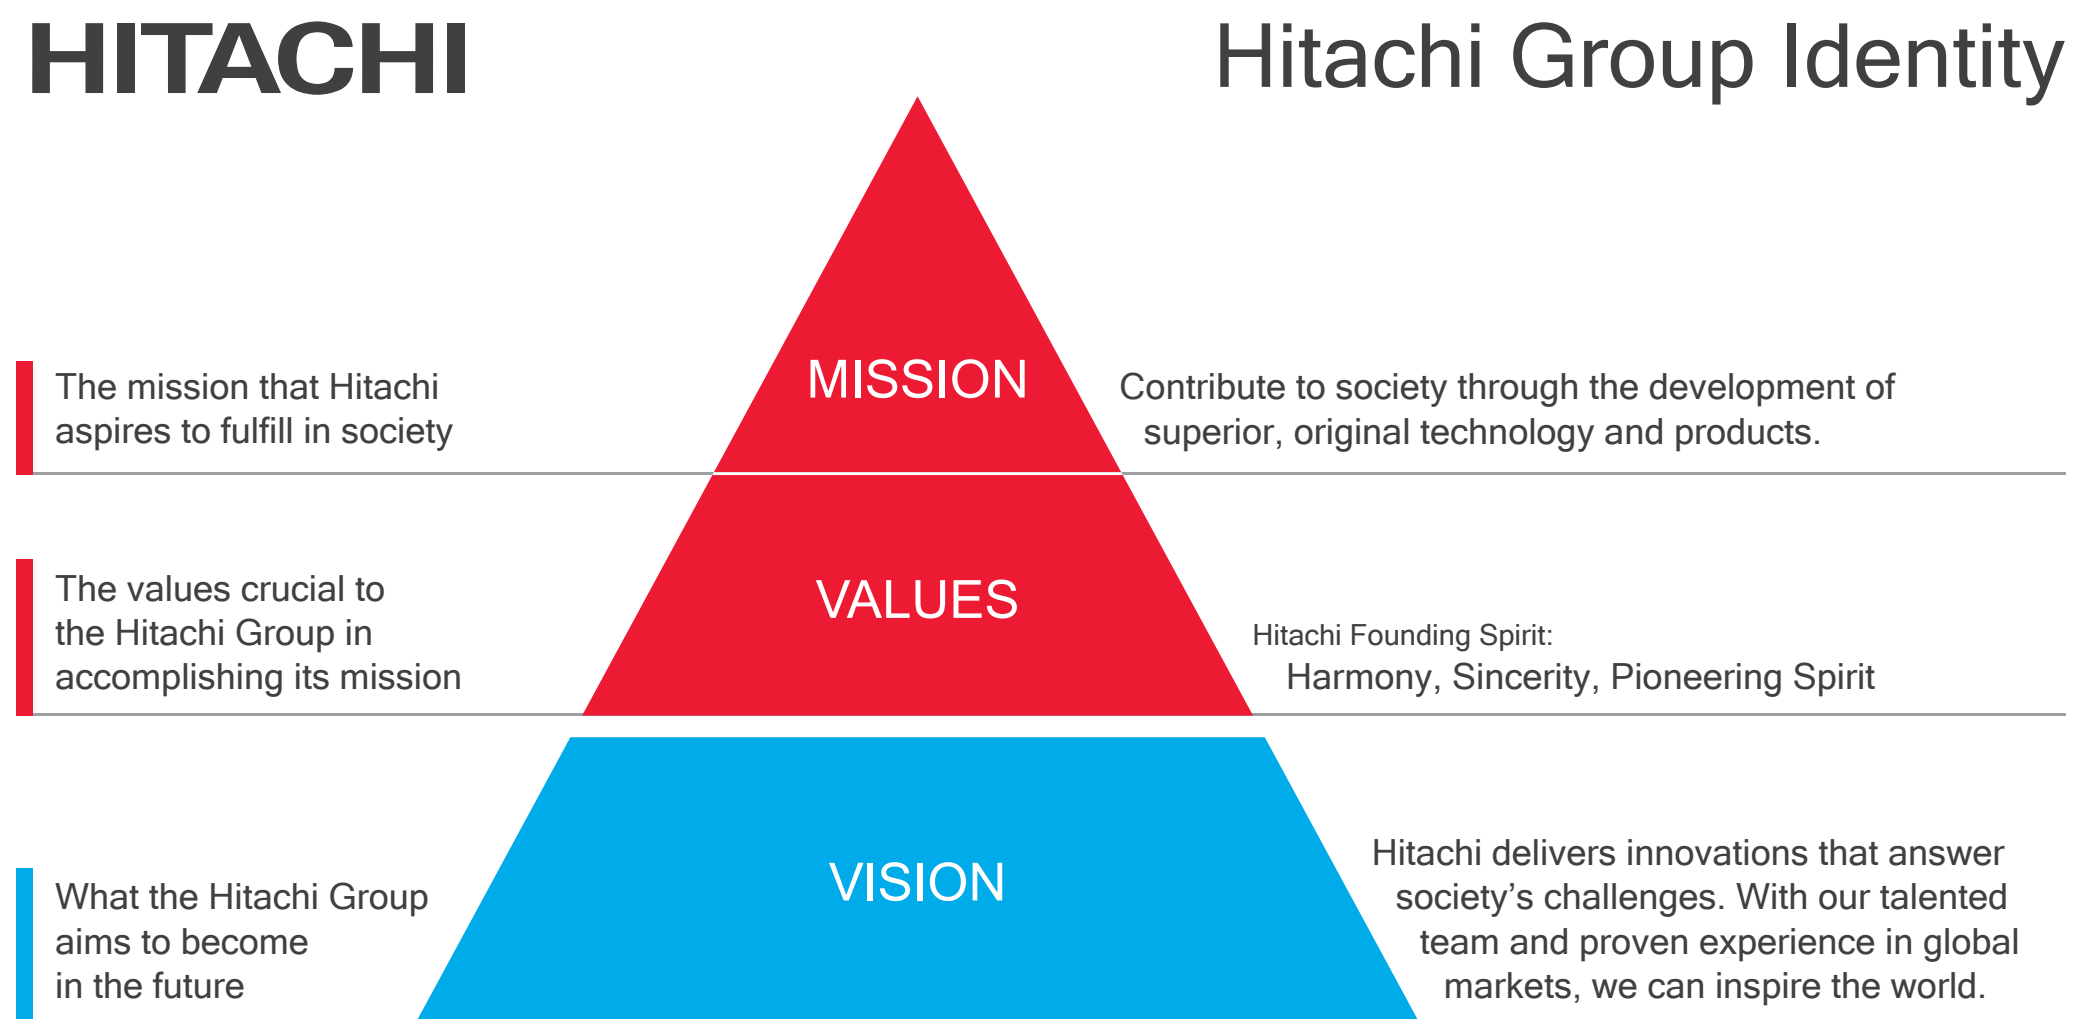 HITACHI
Hitachi Group Identity
The mission that Hitachi
aspires to fulfill in society
MISSION
Contribute to society through the development of
superior, original technology and products.
The values crucial to
the Hitachi Group in
accomplishing its mission
VALUES
Hitachi Founding Spirit:
Harmony, Sincerity, Pioneering Spirit
What the Hitachi Group
aims to become
in the future
VISION
Hitachi delivers innovations that answer
society’s challenges. With our talented
team and proven experience in global
markets, we can inspire the world.